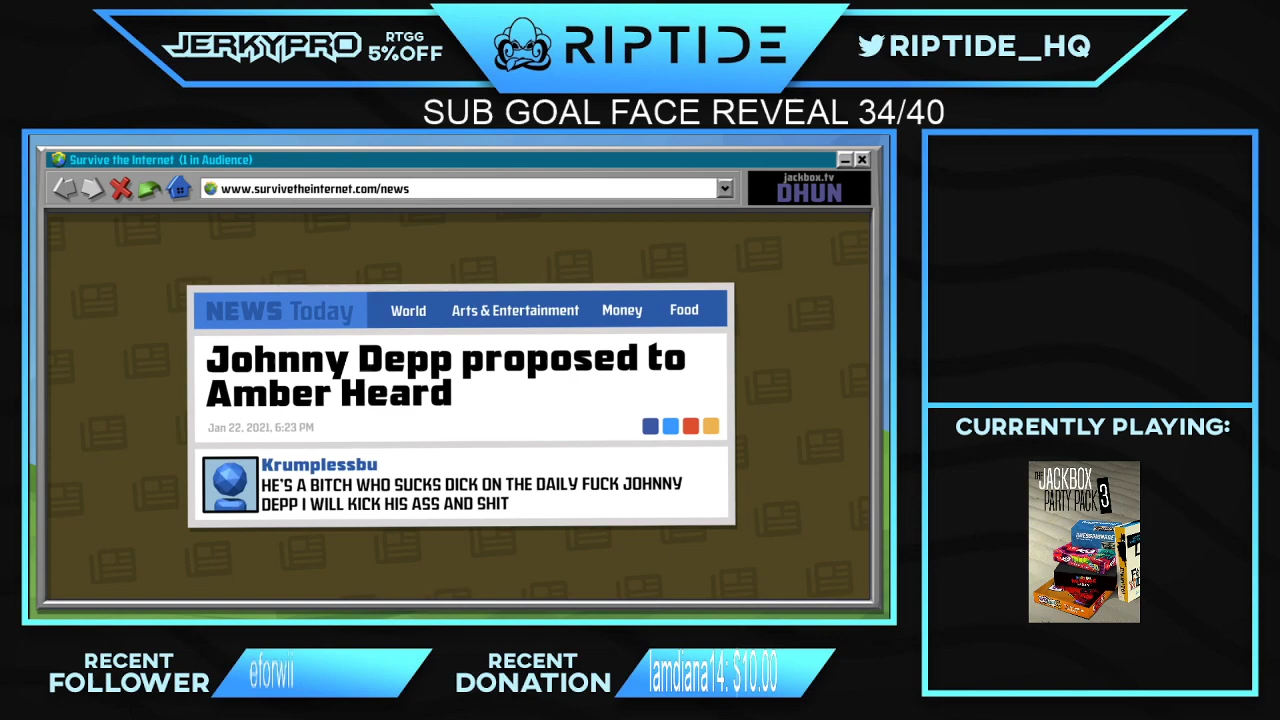 JERKYPRO
RTGG
5%OFF
RIPTIDE
RIPTIDE_HQ
SUB GOAL FACE REVEAL 34/40
Survive the Internet (1 in Audience)
www.survivetheinternet.com/news
jackbox.tv
DHUN
NEWS Today World Arts & Entertainment Money Food
Johnny Depp proposed to
Amber Heard
Jan 22, 2021, 6:23 PM
Krumplessbu
HE'S A BITCH WHO SUCKS DICK ON THE DAILY FUCK JOHNNY
DEPP I WILL KICK HIS ASS AND SHIT
CURRENTLY PLAYING:
THE
JACKBOX
PARTY PACK 3
RECENT
FOLLOWER
eforwii
RECENT
DONATION
Iamdiana14: $10.00